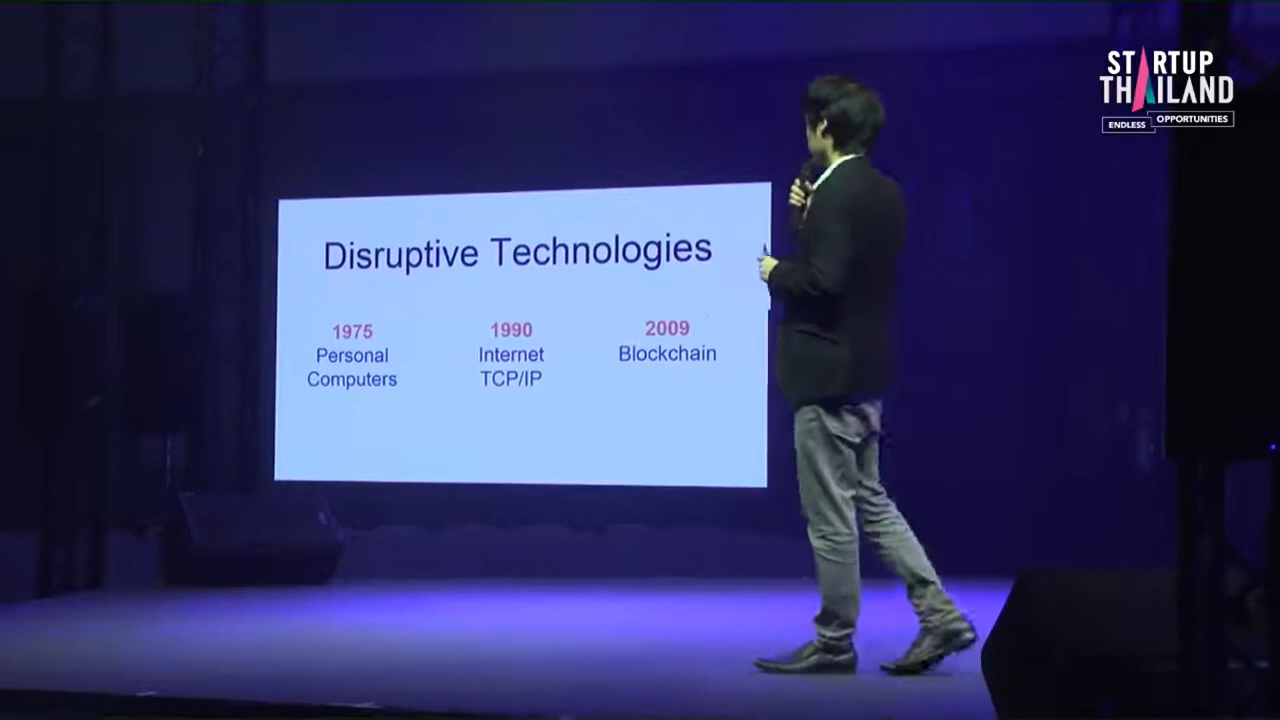 STARTUP
THAILAND
ENDLESS OPPORTUNITIES
Disruptive Technologies
1975
Personal
Computers
1990
Internet
TCP/IP
2009
Blockchain